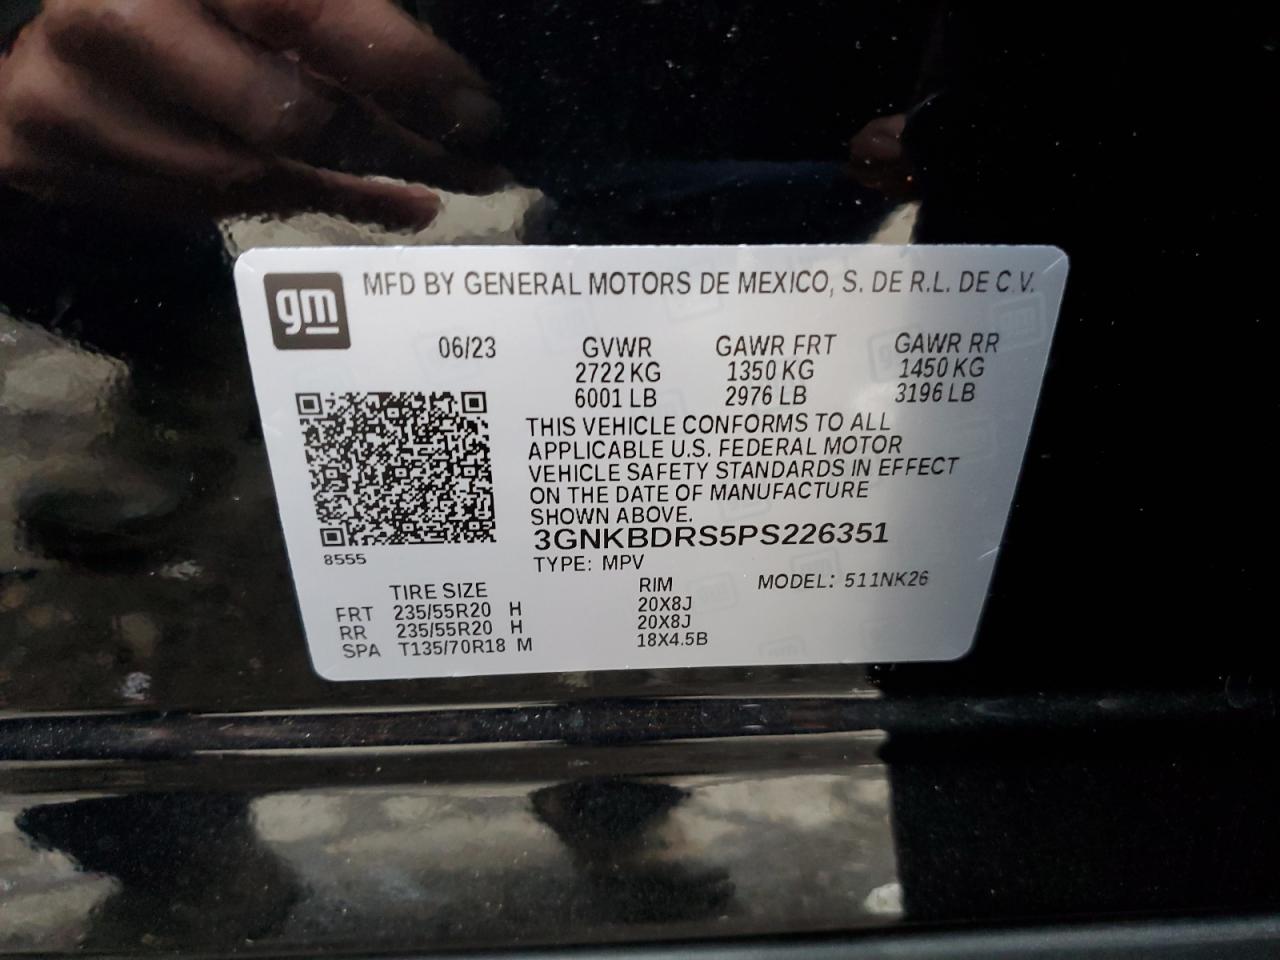 gm MFD BY GENERAL MOTORS DE MEXICO, S. DE R.L. DE C.V.
06/23 GVWR GAWR FRT GAWR RR
2722 KG 1350 KG 1450 KG
6001 LB 2976 LB 3196 LB
THIS VEHICLE CONFORMS TO ALL
APPLICABLE U.S. FEDERAL MOTOR
VEHICLE SAFETY STANDARDS IN EFFECT
ON THE DATE OF MANUFACTURE
SHOWN ABOVE.
3GNKBDRS5PS226351
8555
TYPE: MPV MODEL: 511NK26
TIRE SIZE RIM
FRT 235/55R20 H 20X8J
RR 235/55R20 H 20X8J
SPA T135/70R18 M 18X4.5B